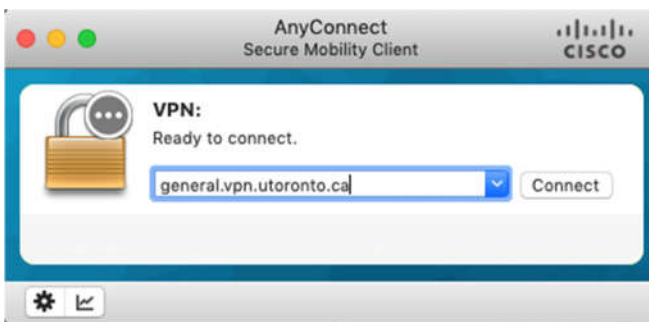 AnyConnect
Secure Mobility Client
CISCO
VPN:
Ready to connect.
general.vpn.utoronto.ca
Connect